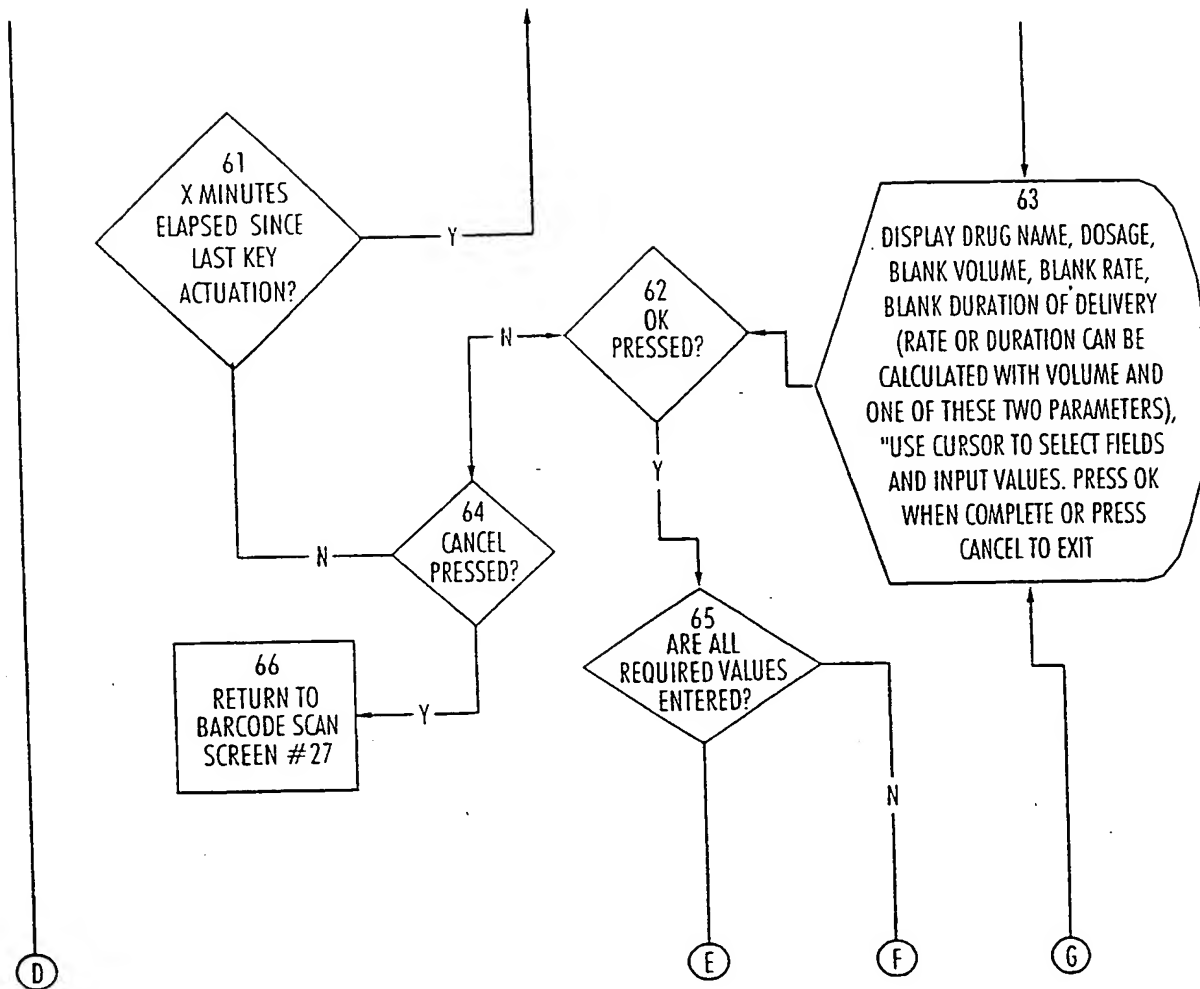 61
X MINUTES
ELAPSED SINCE
LAST KEY
ACTUATION?
Y
62
OK
PRESSED?
N
Y
63
DISPLAY DRUG NAME, DOSAGE,
BLANK VOLUME, BLANK RATE,
BLANK DURATION OF DELIVERY
(RATE OR DURATION CAN BE
CALCULATED WITH VOLUME AND
ONE OF THESE TWO PARAMETERS),
"USE CURSOR TO SELECT FIELDS
AND INPUT VALUES. PRESS OK
WHEN COMPLETE OR PRESS
CANCEL TO EXIT
64
CANCEL
PRESSED?
N
Y
65
ARE ALL
REQUIRED VALUES
ENTERED?
N
66
RETURN TO
BARCODE SCAN
SCREEN #27
D
E
F
G